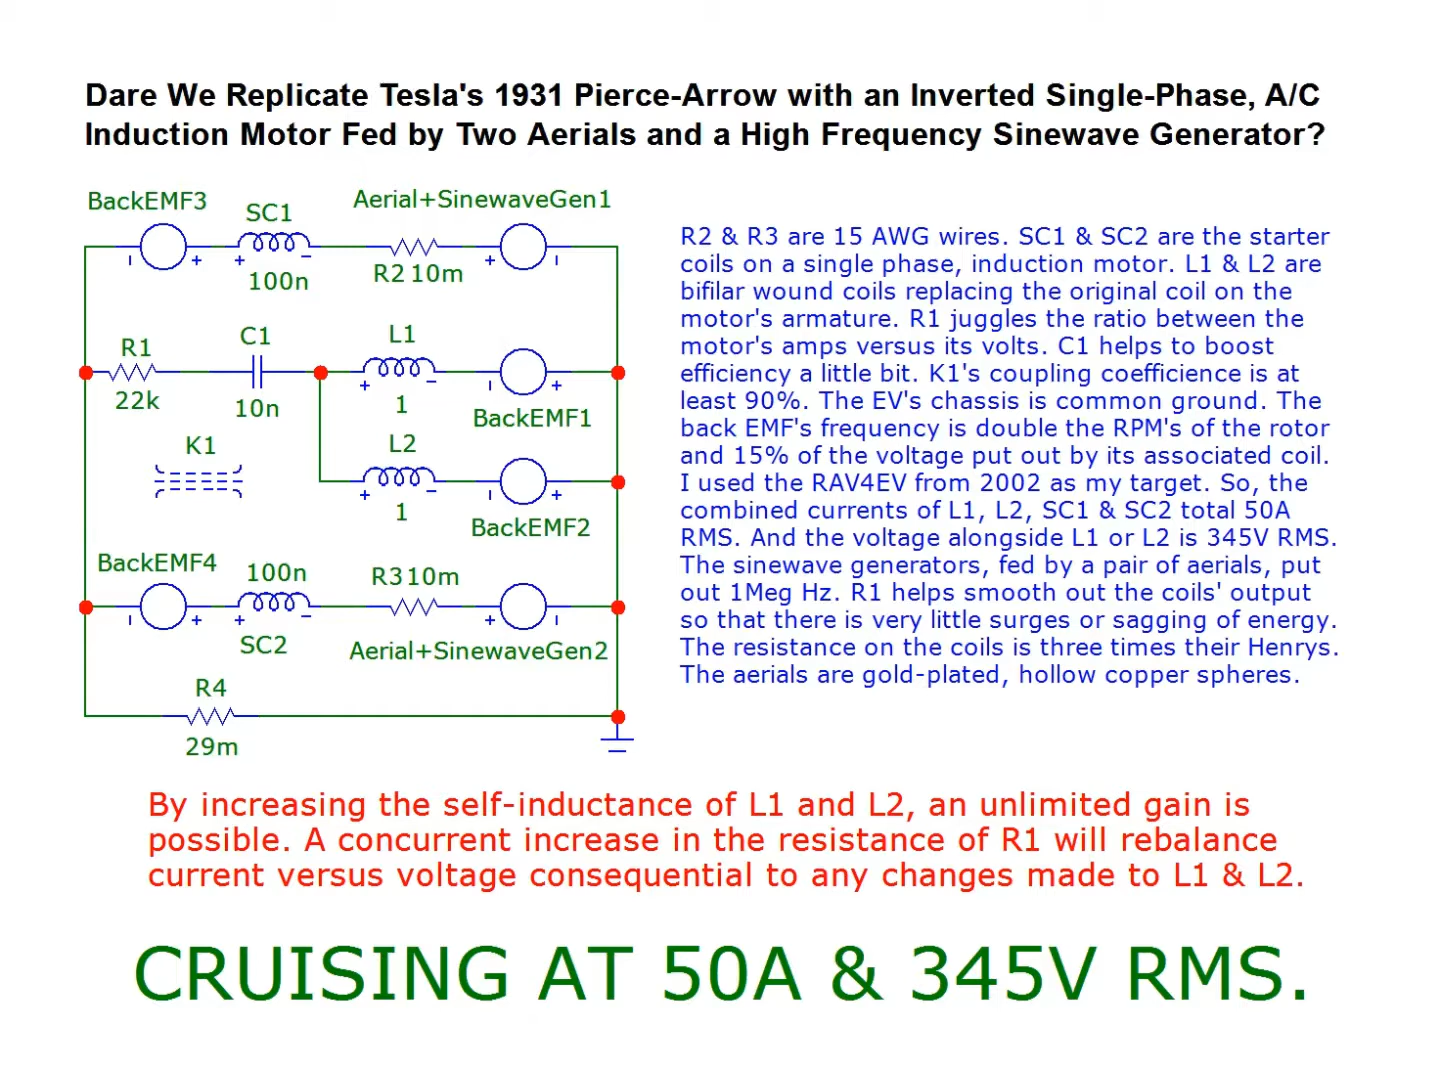 Dare We Replicate Tesla's 1931 Pierce-Arrow with an Inverted Single-Phase, A/C
Induction Motor Fed by Two Aerials and a High Frequency Sinewave Generator?
BackEMF3
SC1
Aerial+SinewaveGen1
100n
R2 10m
R1
C1
L1
22k
10n
1
BackEMF1
K1
L2
1
BackEMF2
BackEMF4
100n
R3 10m
SC2
Aerial+SinewaveGen2
R4
29m
R2 & R3 are 15 AWG wires. SC1 & SC2 are the starter
coils on a single phase, induction motor. L1 & L2 are
bifilar wound coils replacing the original coil on the
motor's armature. R1 juggles the ratio between the
motor's amps versus its volts. C1 helps to boost
efficiency a little bit. K1's coupling coefficience is at
least 90%. The EV's chassis is common ground. The
back EMF's frequency is double the RPM's of the rotor
and 15% of the voltage put out by its associated coil.
I used the RAV4EV from 2002 as my target. So, the
combined currents of L1, L2, SC1 & SC2 total 50A
RMS. And the voltage alongside L1 or L2 is 345V RMS.
The sinewave generators, fed by a pair of aerials, put
out 1Meg Hz. R1 helps smooth out the coils' output
so that there is very little surges or sagging of energy.
The resistance on the coils is three times their Henrys.
The aerials are gold-plated, hollow copper spheres.
By increasing the self-inductance of L1 and L2, an unlimited gain is
possible. A concurrent increase in the resistance of R1 will rebalance
current versus voltage consequential to any changes made to L1 & L2.
CRUISING AT 50A & 345V RMS.